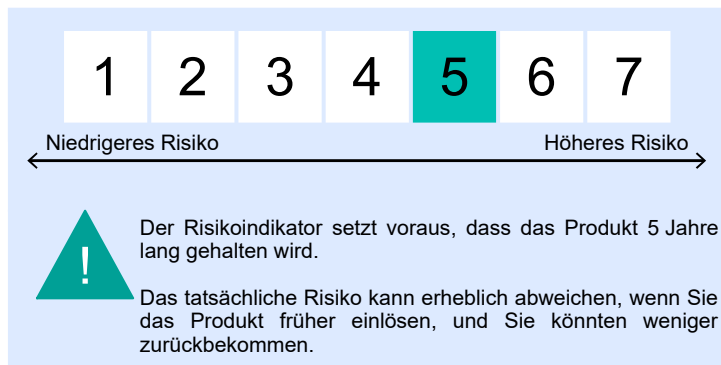 1 2 3 4 5 6 7
Niedrigeres Risiko Höheres Risiko
!
Der Risikoindikator setzt voraus, dass das Produkt 5 Jahre
lang gehalten wird.
Das tatsächliche Risiko kann erheblich abweichen, wenn Sie
das Produkt früher einlösen, und Sie könnten weniger
zurückbekommen.